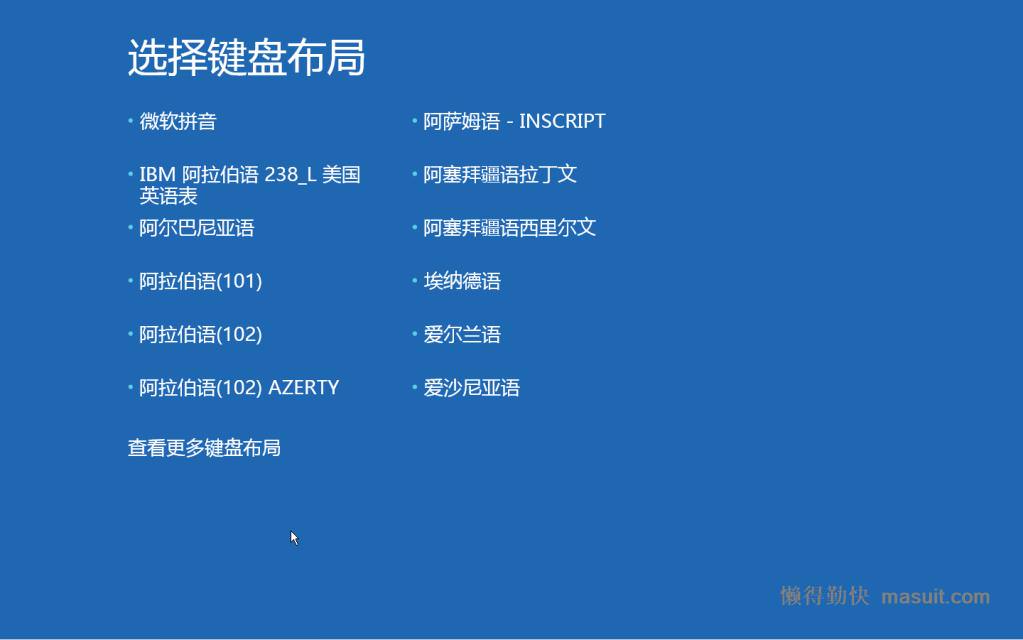 选择键盘布局
微软拼音
IBM 阿拉伯语 238_L 美国
英语表
阿尔巴尼亚语
阿拉伯语(101)
阿拉伯语(102)
阿拉伯语(102) AZERTY
阿萨姆语 - INSCRIPT
阿塞拜疆语拉丁文
阿塞拜疆语西里尔文
埃纳德语
爱尔兰语
爱沙尼亚语
查看更多键盘布局
懒得勤快 masuit.com